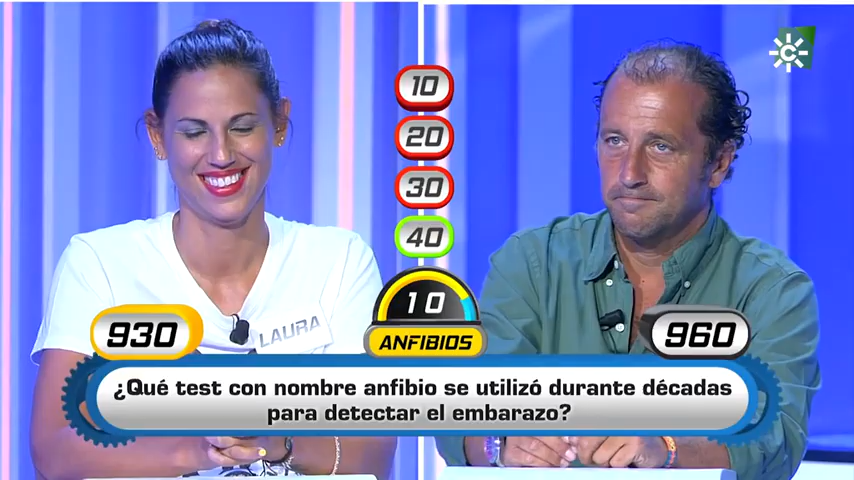 10
20
30
40
10
ANFIBIOS
930
LAURA
960
¿Qué test con nombre anfibio se utilizó durante décadas
para detectar el embarazo?